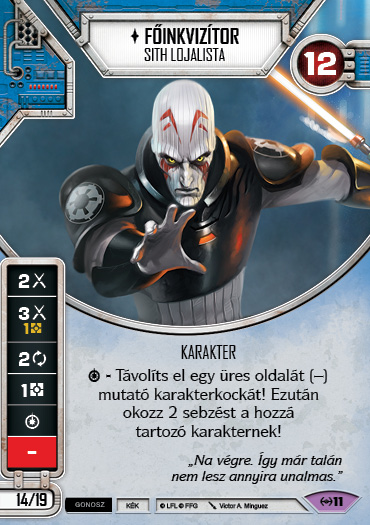 FŐINKVIZÍTOR
SITH LOJALISTA
12
2
3
1
2
1
–
KARAKTER
- Távolíts el egy üres oldalát (–)
mutató karakterkockát! Ezután
okozz 2 sebzést a hozzá
tartozó karakternek!
„Na végre. Így már talán
nem lesz annyira unalmas.”
14/19
GONOSZ
KÉK
© LFL © FFG
Victor A. Minguez
11